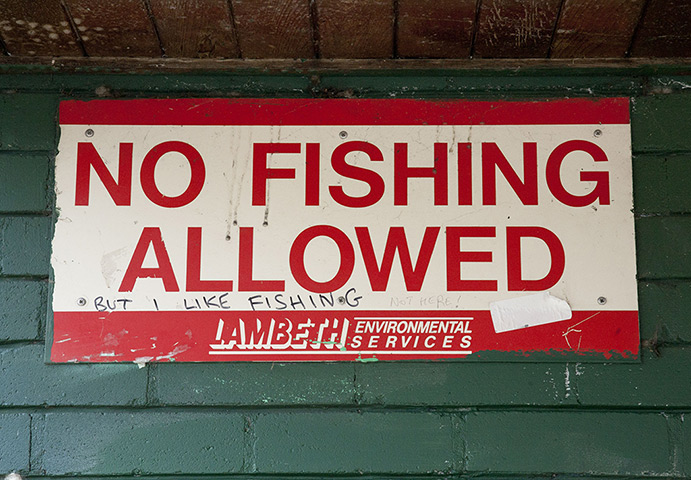 NO FISHING
ALLOWED
BUT I LIKE FISHING NOT HERE!
LAMBETH ENVIRONMENTAL
SERVICES